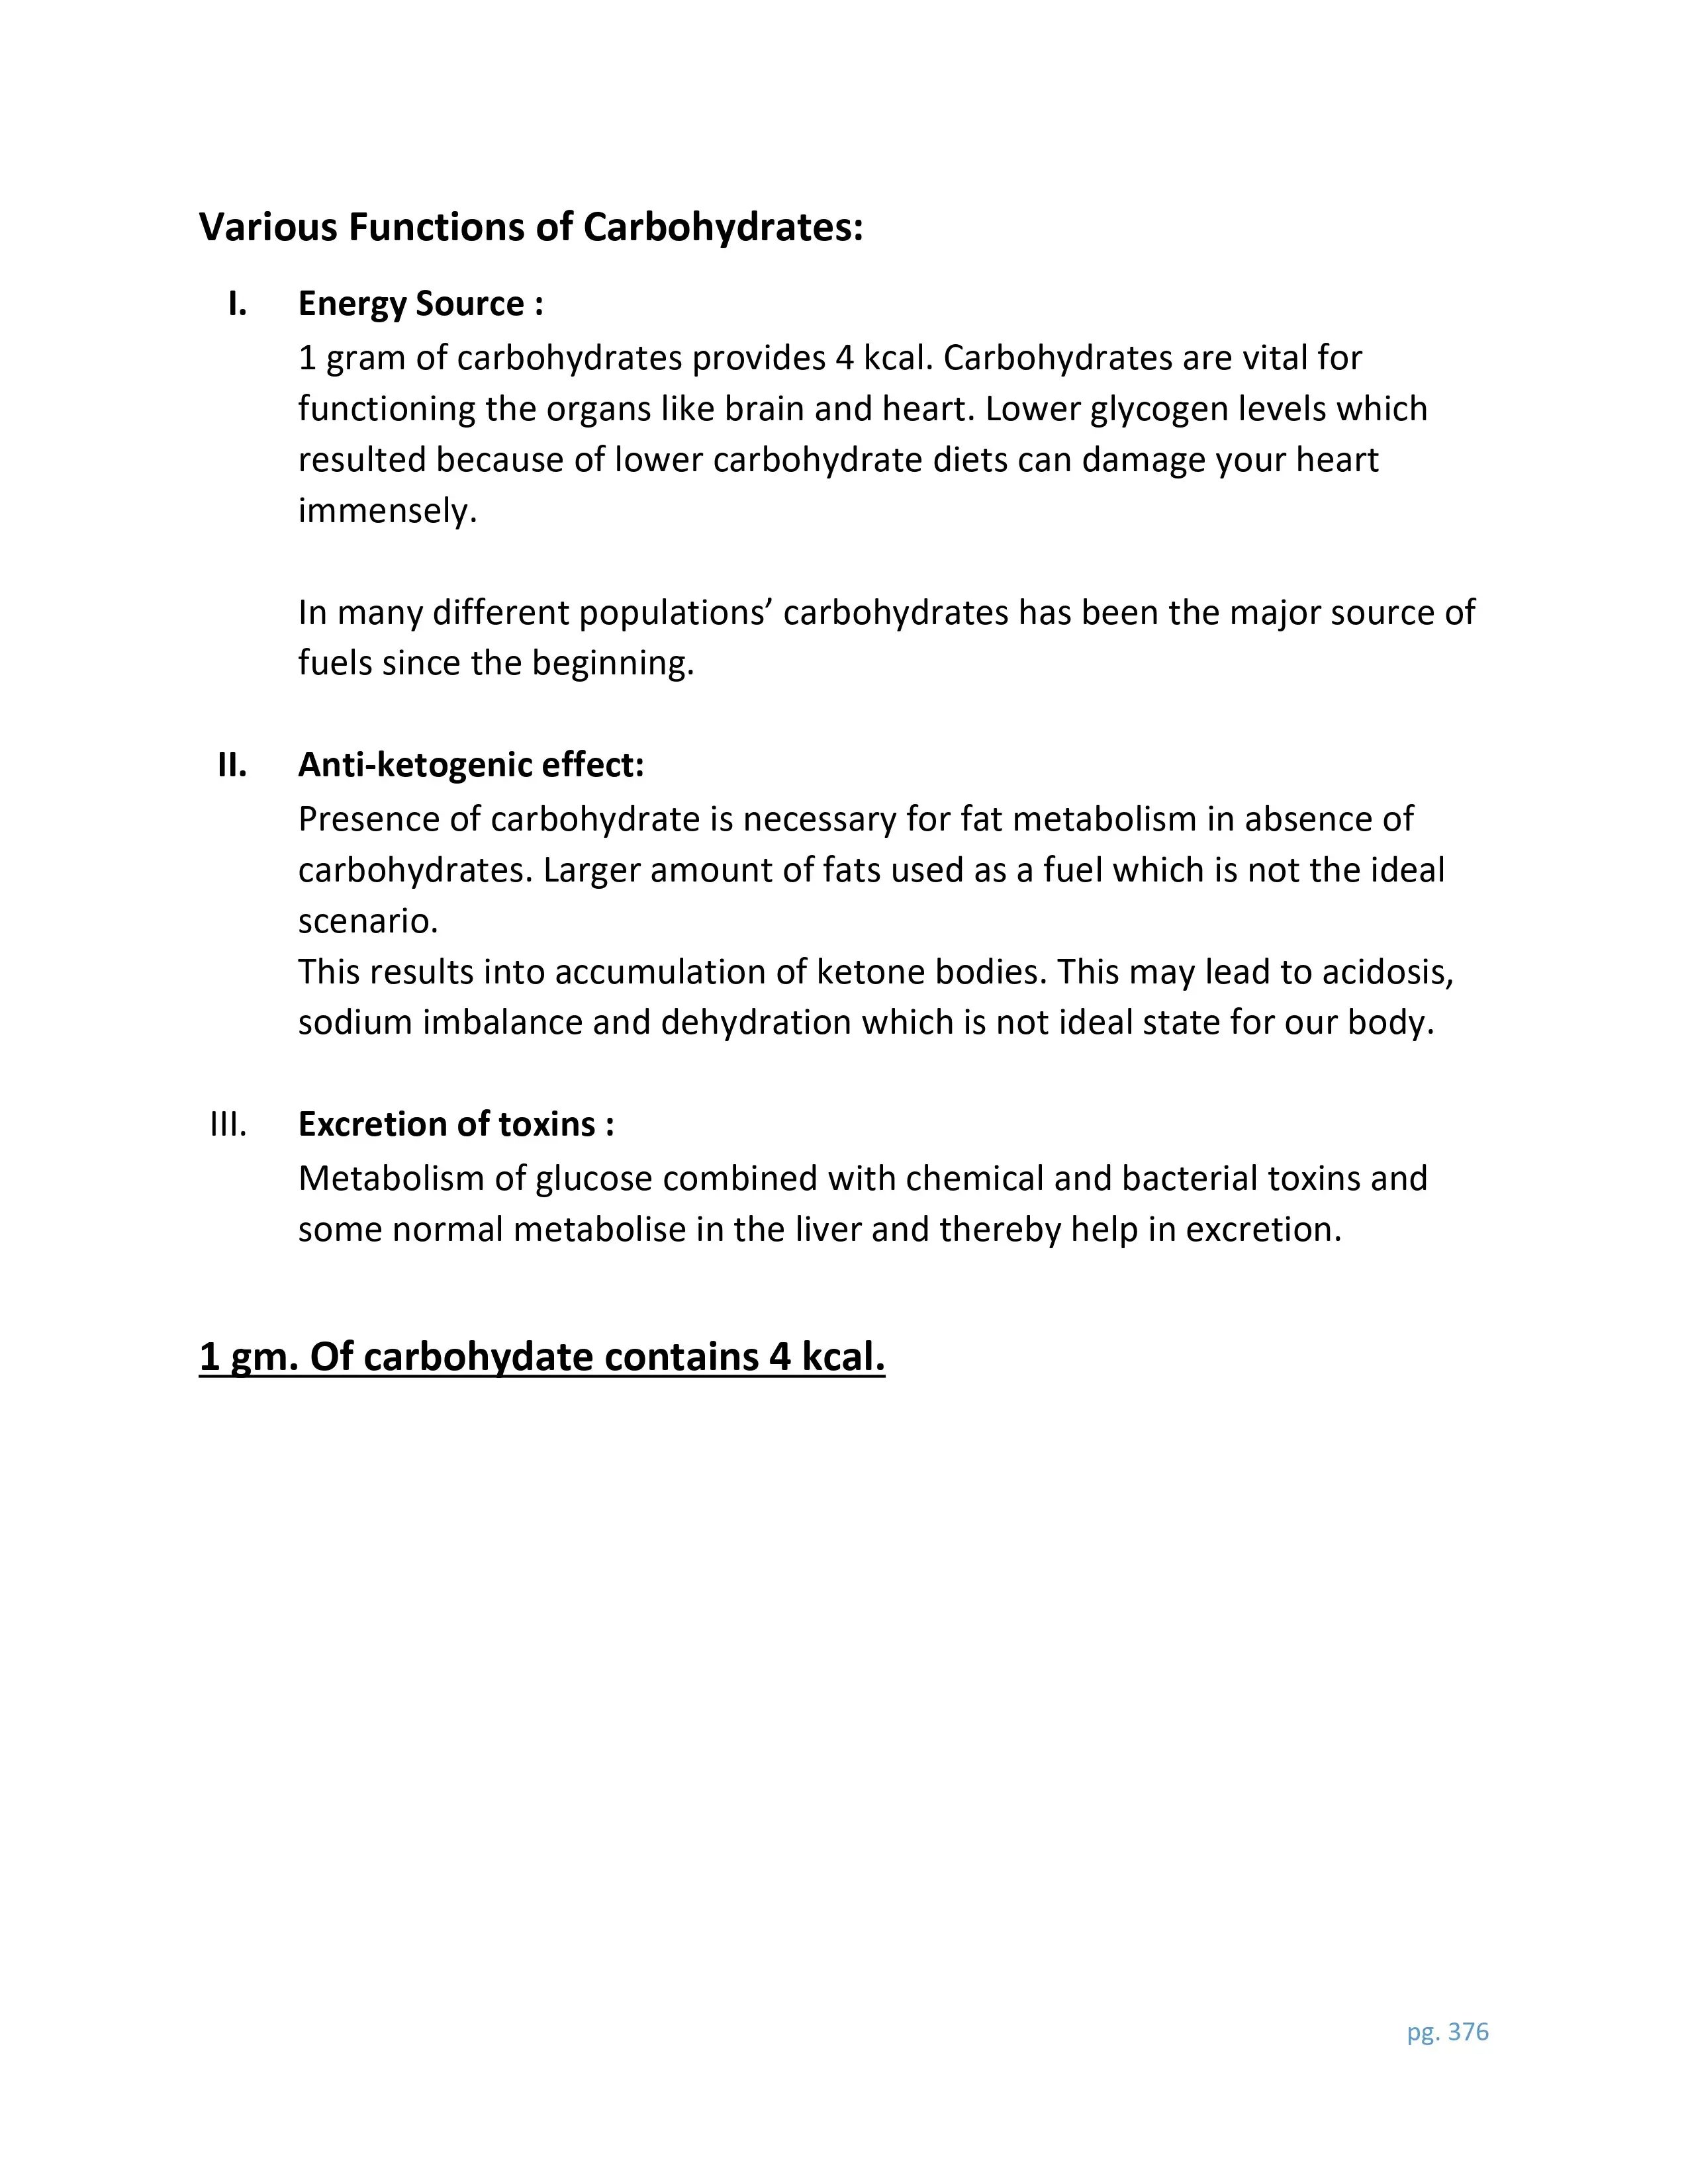 Various Functions of Carbohydrates:
I. Energy Source :
1 gram of carbohydrates provides 4 kcal. Carbohydrates are vital for
functioning the organs like brain and heart. Lower glycogen levels which
resulted because of lower carbohydrate diets can damage your heart
immensely.
In many different populations’ carbohydrates has been the major source of
fuels since the beginning.
II. Anti-ketogenic effect:
Presence of carbohydrate is necessary for fat metabolism in absence of
carbohydrates. Larger amount of fats used as a fuel which is not the ideal
scenario.
This results into accumulation of ketone bodies. This may lead to acidosis,
sodium imbalance and dehydration which is not ideal state for our body.
III. Excretion of toxins :
Metabolism of glucose combined with chemical and bacterial toxins and
some normal metabolise in the liver and thereby help in excretion.
1 gm. Of carbohydate contains 4 kcal.
pg. 376